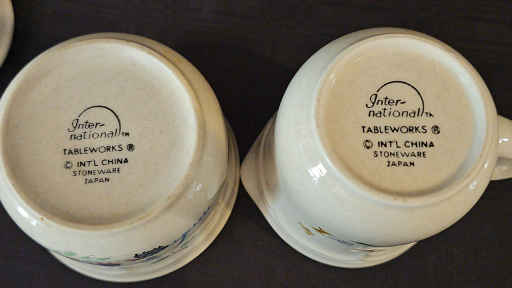 Inter-
national™
TABLEWORKS ®
© INT'L CHINA
STONEWARE
JAPAN
Inter-
national™
TABLEWORKS ®
© INT'L CHINA
STONEWARE
JAPAN